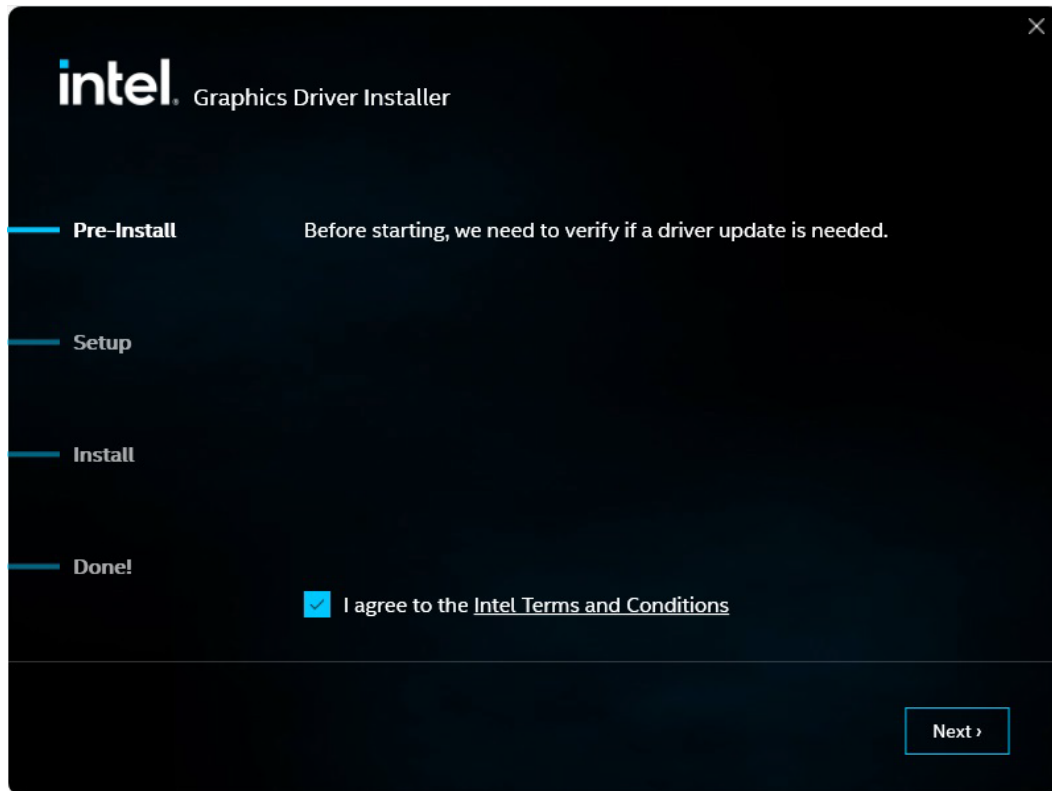 intel. Graphics Driver Installer
Pre-Install
Before starting, we need to verify if a driver update is needed.
Setup
Install
Done!
I agree to the Intel Terms and Conditions
Next ›